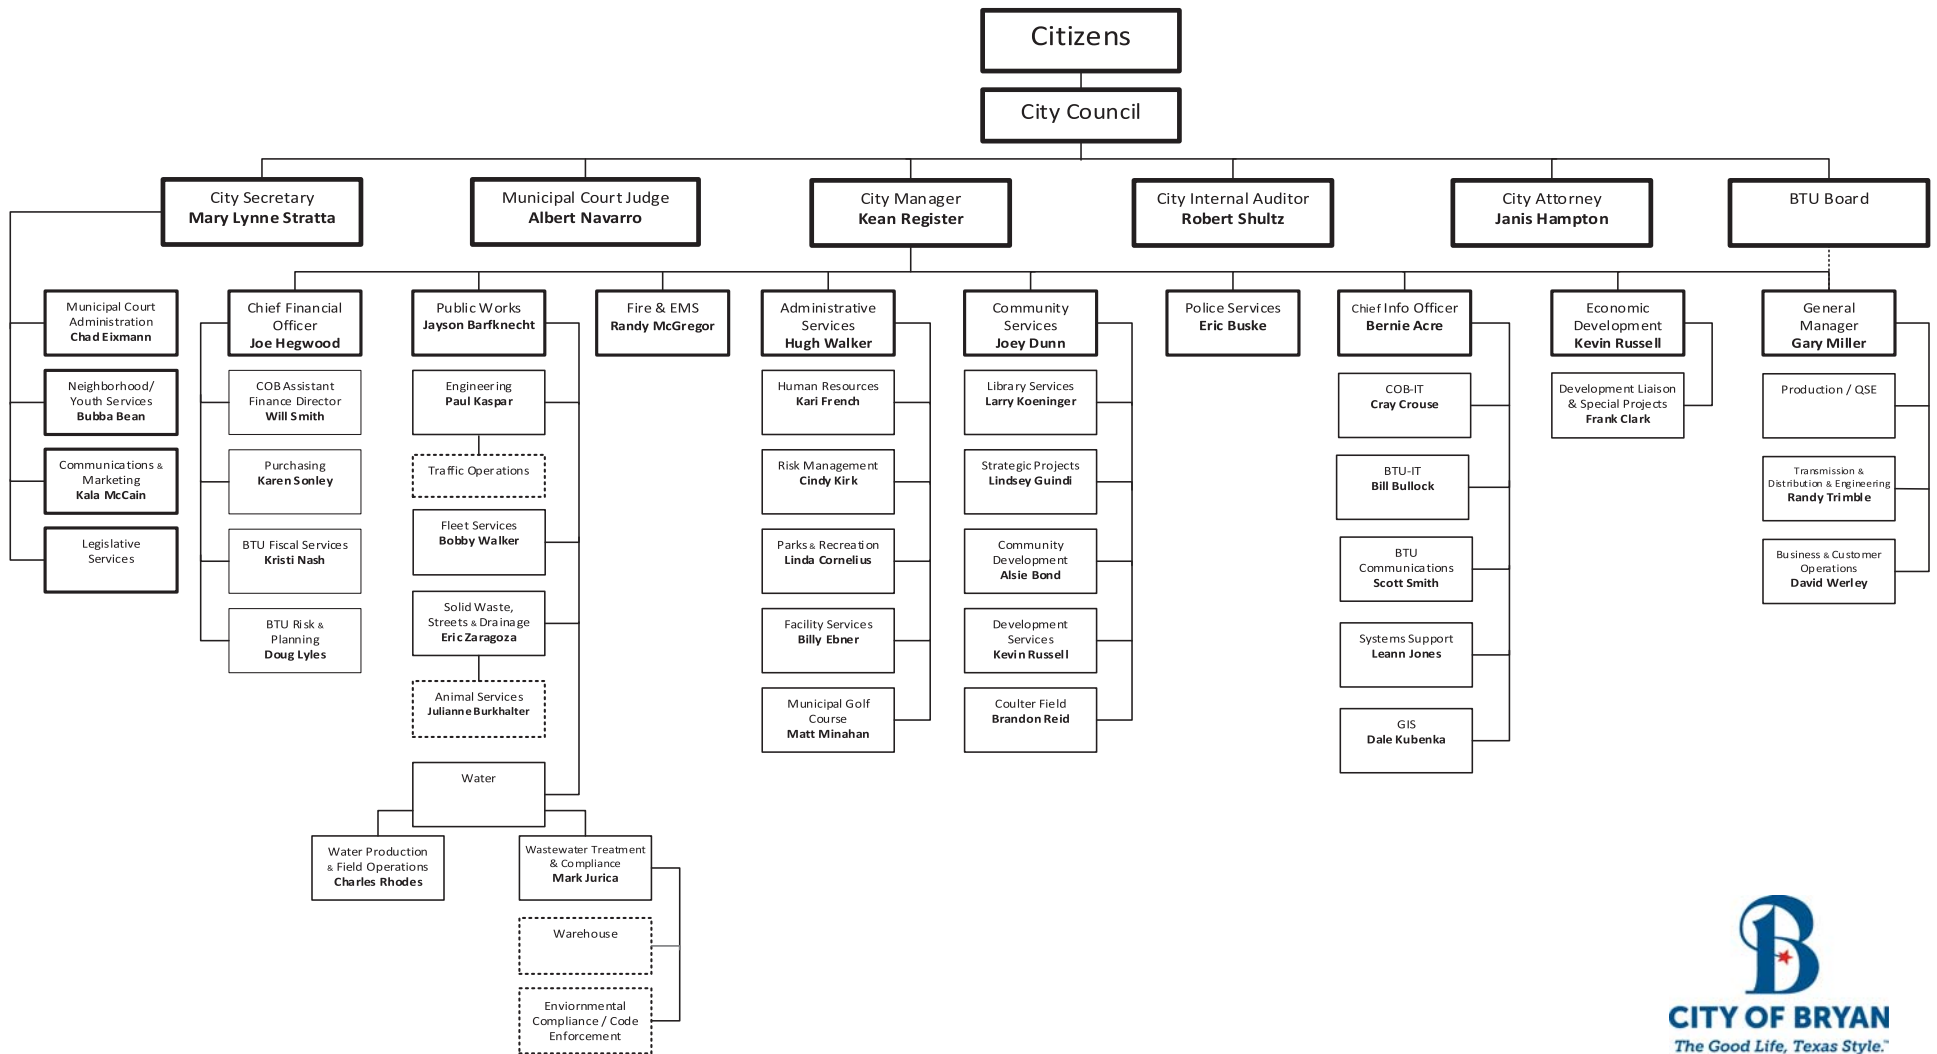 Citizens
City Council
City Secretary
Mary Lynne Stratta
Municipal Court Judge
Albert Navarro
City Manager
Kean Register
City Internal Auditor
Robert Shultz
City Attorney
Janis Hampton
BTU Board
Municipal Court
Administration
Chad Eixmann
Neighborhood/
Youth Services
Bubba Bean
Communications &
Marketing
Kala McCain
Legislative
Services
Chief Financial
Officer
Joe Hegwood
COB Assistant
Finance Director
Will Smith
Purchasing
Karen Sonley
BTU Fiscal Services
Kristi Nash
BTU Risk &
Planning
Doug Lyles
Public Works
Jayson Barfknecht
Engineering
Paul Kaspar
Traffic Operations
Fleet Services
Bobby Walker
Solid Waste,
Streets & Drainage
Eric Zaragoza
Animal Services
Julianne Burkhalter
Water
Water Production
& Field Operations
Charles Rhodes
Wastewater Treatment
& Compliance
Mark Jurica
Warehouse
Enviornmental
Compliance / Code
Enforcement
Fire & EMS
Randy McGregor
Administrative
Services
Hugh Walker
Human Resources
Kari French
Risk Management
Cindy Kirk
Parks & Recreation
Linda Cornelius
Facility Services
Billy Ebner
Municipal Golf
Course
Matt Minahan
Community
Services
Joey Dunn
Library Services
Larry Koeninger
Strategic Projects
Lindsey Guindi
Community
Development
Alsie Bond
Development
Services
Kevin Russell
Coulter Field
Brandon Reid
Police Services
Eric Buske
Chief Info Officer
Bernie Acre
COB-IT
Cray Crouse
BTU-IT
Bill Bullock
BTU
Communications
Scott Smith
Systems Support
Leann Jones
GIS
Dale Kubenka
Economic
Development
Kevin Russell
Development Liaison
& Special Projects
Frank Clark
General
Manager
Gary Miller
Production / QSE
Transmission &
Distribution & Engineering
Randy Trimble
Business & Customer
Operations
David Werley
B
CITY OF BRYAN
The Good Life, Texas Style.™